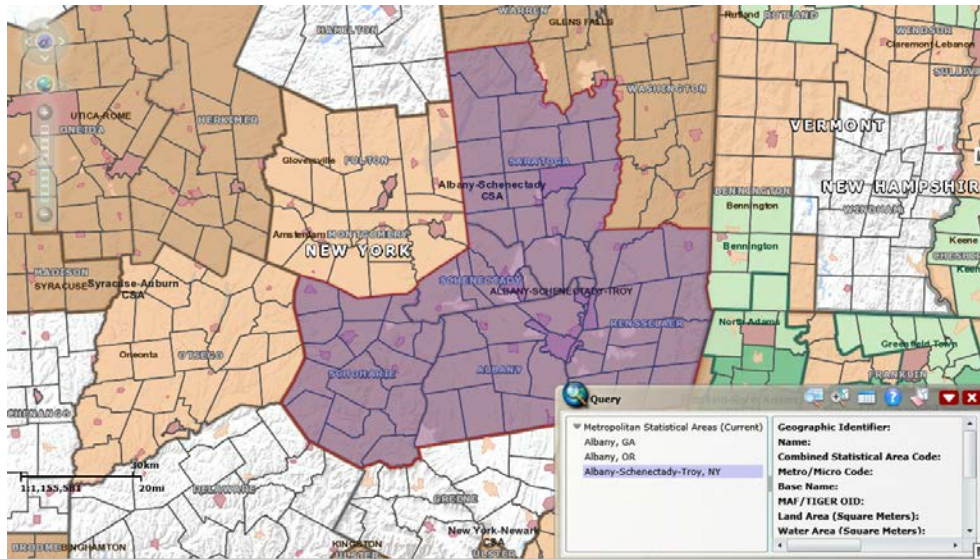 WARREN
GLENS FALLS
HAMILTON
Rutland
RUTLAND
WINDSOR
Claremont-Lebanon
UTICA-ROME
ONEIDA
HERKIMER
WASHINGTON
VERMONT
Gloversville
FULTON
SARATOGA
Albany-Schenectady
CSA
BENNINGTON
Bennington
NEW HAMPSHIR
WINDHAM
Amsterdam
MONTGOMERY
NEW YORK
Bennington
Keene
MADISON
SYRACUSE
Syracuse-Auburn
CSA
SCHENECTADY
ALBANY-SCHENECTADY-TROY
RENSSELAER
North Adams
Greenfield Town
Oneonta
OTSEGO
SCHOHARIE
ALBANY
FRANKLIN
CHENANGO
Query
Metropolitan Statistical Areas (Current)
Albany, GA
Albany, OR
Albany-Schenectady-Troy, NY
Geographic Identifier:
Name:
Combined Statistical Area Code:
Metro/Micro Code:
Base Name:
MAF/TIGER OID:
Land Area (Square Meters):
Water Area (Square Meters):
30km
1:1,155,581
20mi
DELAWARE
GREENE
New York-Newark
CSA
BROOME
BINGHAMTON
KINGSTON
ULSTER
ULSTER